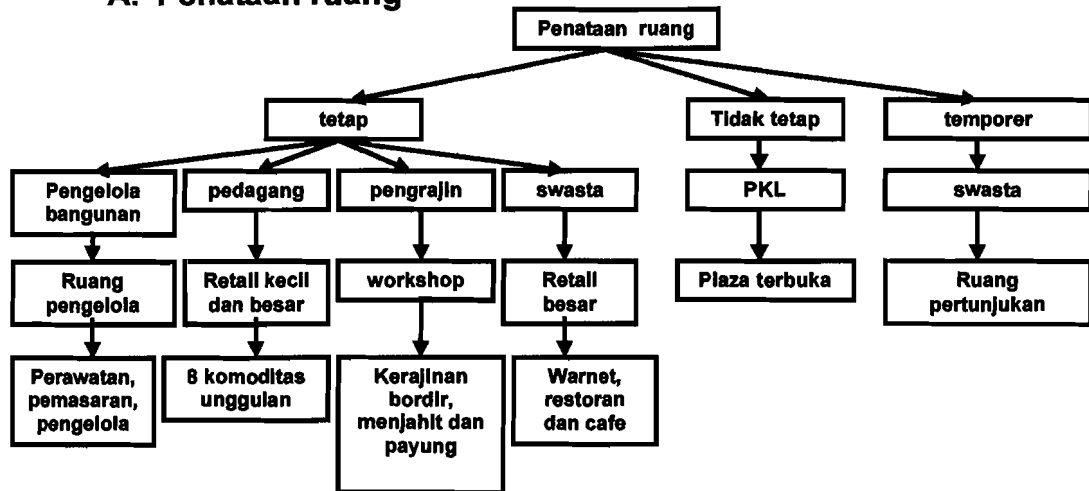 A. Penataan ruang
Penataan ruang
tetap
Tidak tetap
temporer
Pengelola
bangunan
pedagang
pengrajin
swasta
PKL
swasta
Ruang
pengelola
Retail kecil
dan besar
workshop
Retail
besar
Plaza terbuka
Ruang
pertunjukan
Perawatan,
pemasaran,
pengelola
8 komoditas
unggulan
Kerajinan
bordir,
menjahit dan
payung
Warnet,
restoran
dan cafe